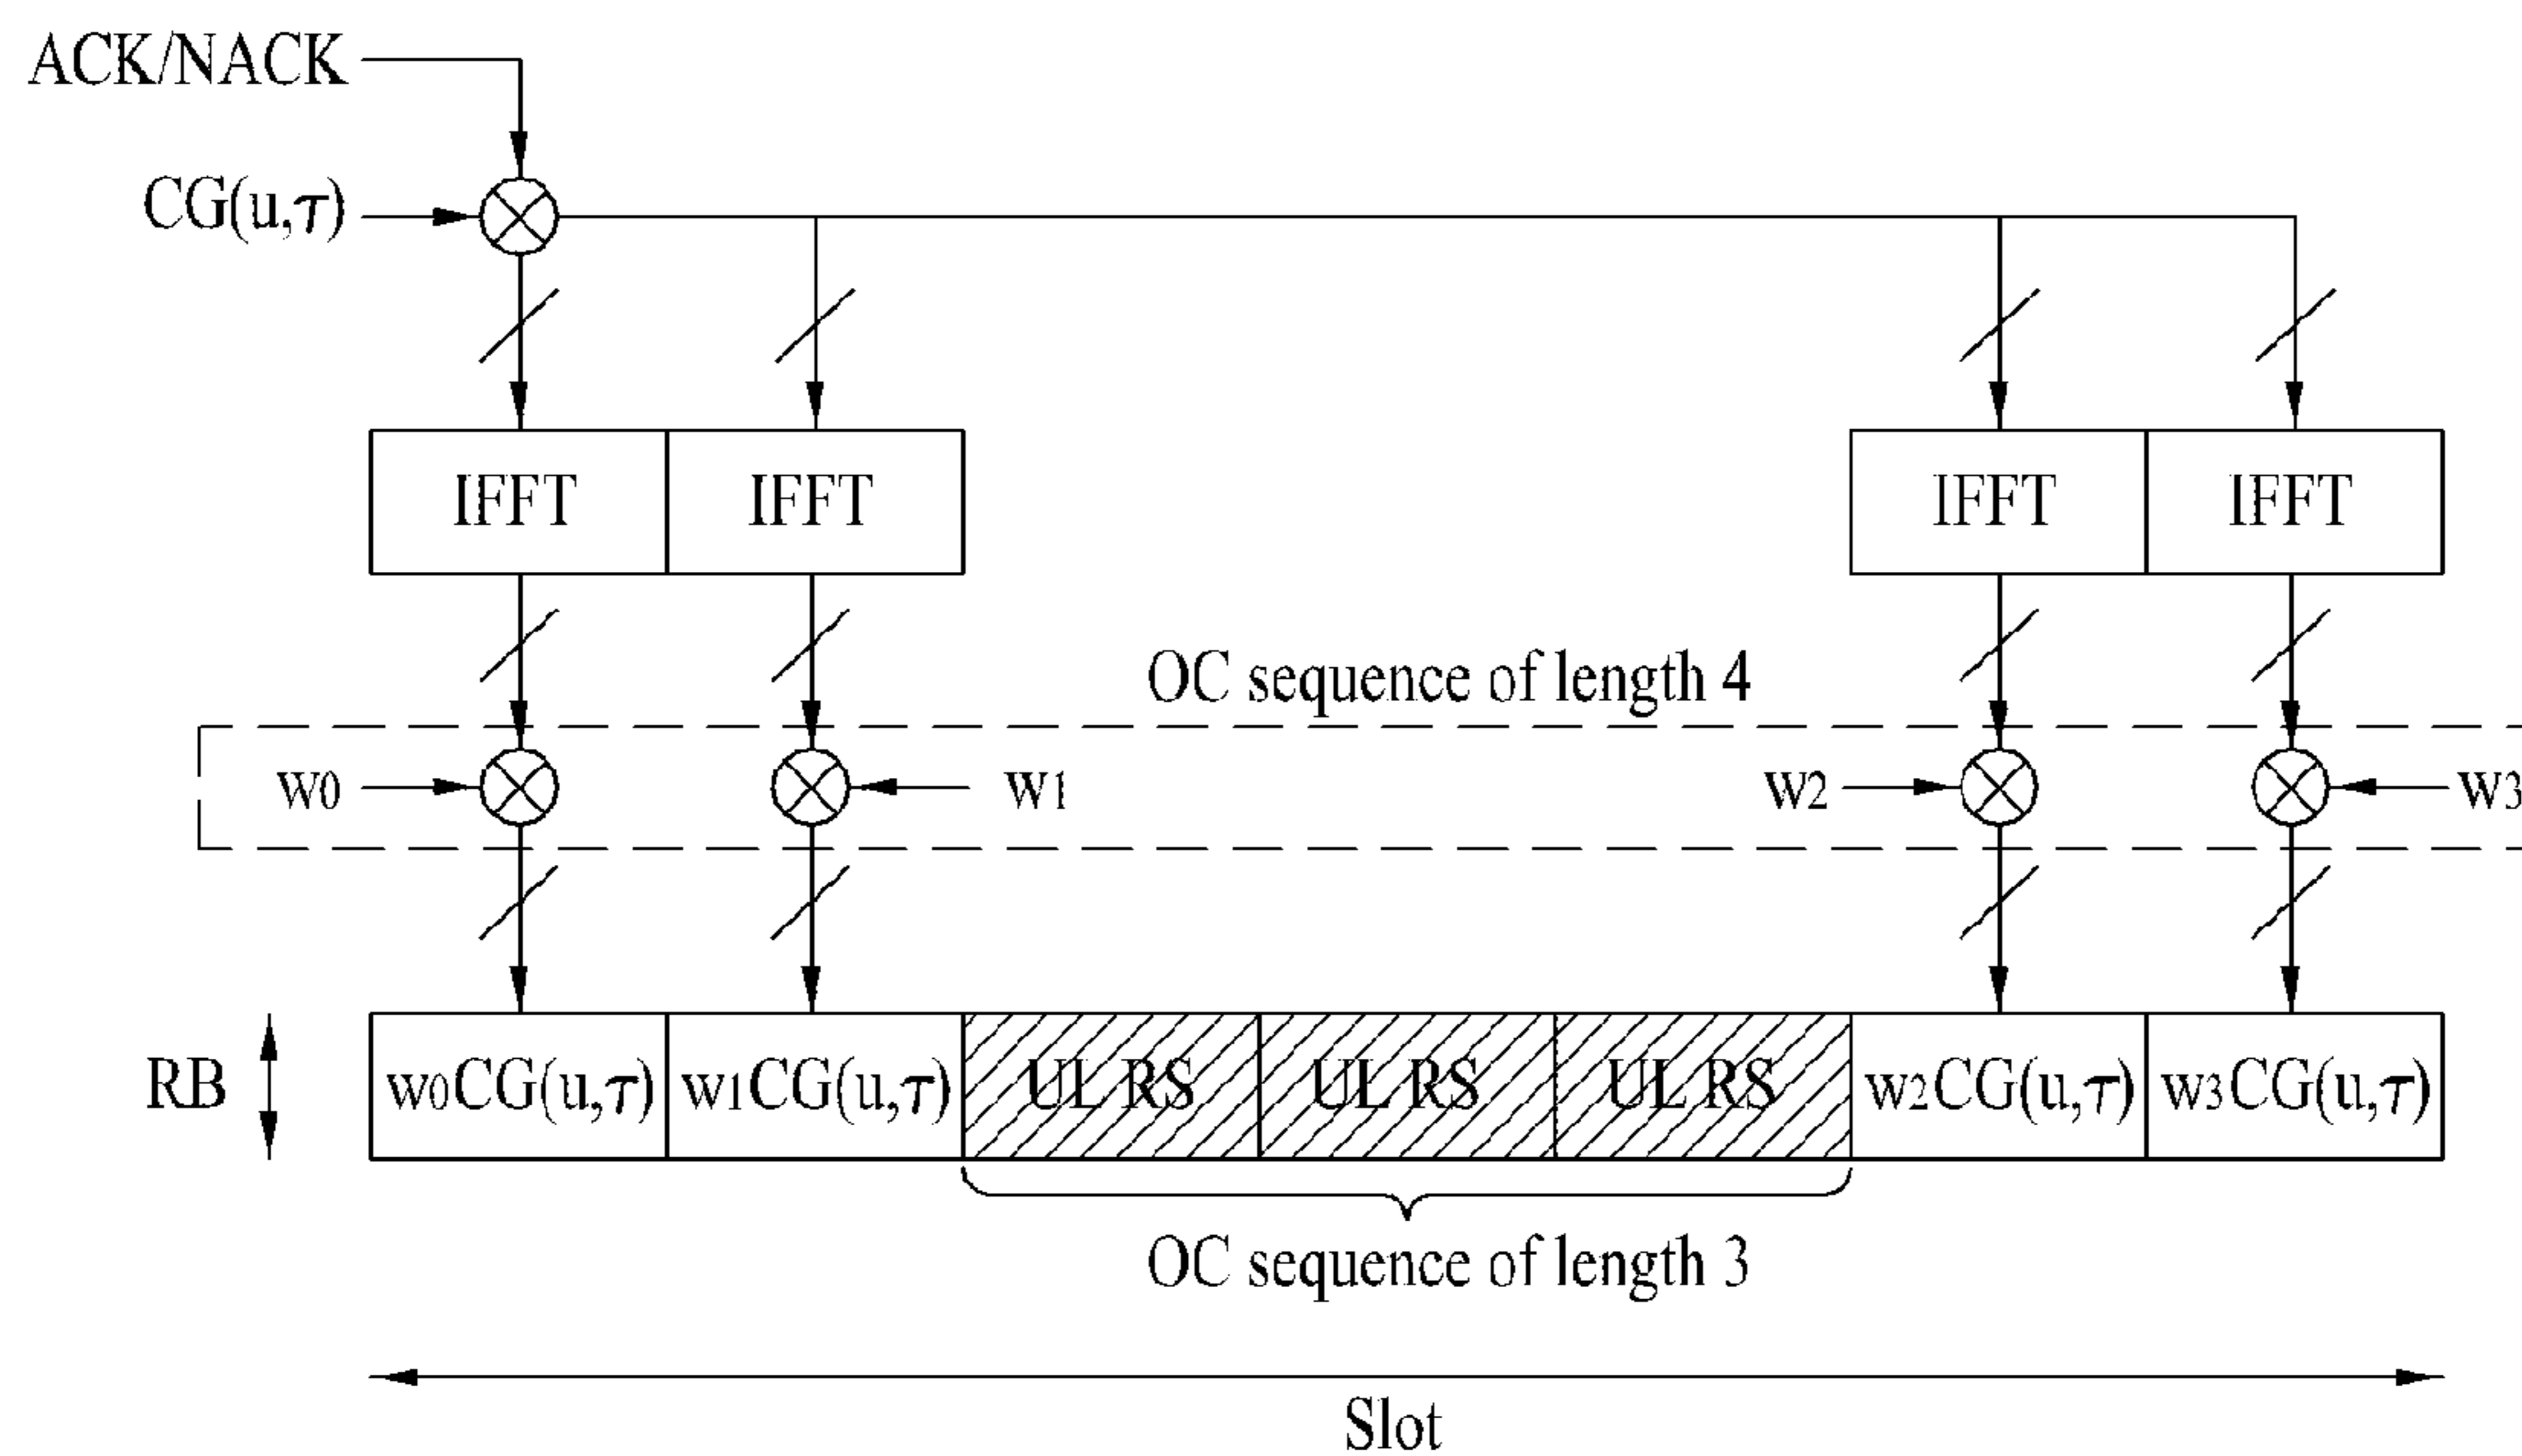 ACK/NACK
CG(u,τ)
IFFT IFFT IFFT IFFT
OC sequence of length 4
w0 w1 w2 w3
RB w0CG(u,τ) w1CG(u,τ) UL RS UL RS UL RS w2CG(u,τ) w3CG(u,τ)
OC sequence of length 3
Slot